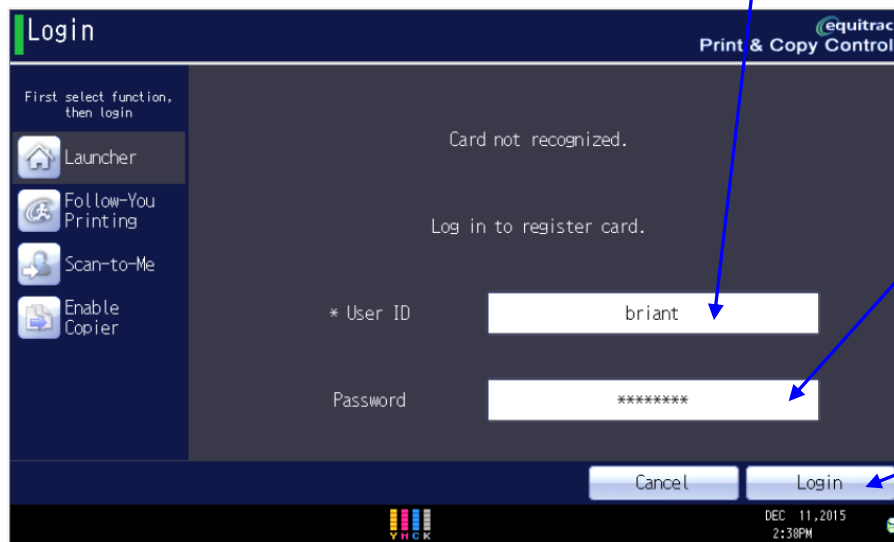 Login
equitrac
Print & Copy Control
First select function,
then login
Launcher
Follow-You
Printing
Scan-to-Me
Enable
Copier
Card not recognized.
Log in to register card.
* User ID
briant
Password
********
Cancel
Login
Y M C K
DEC 11,2015
2:38PM